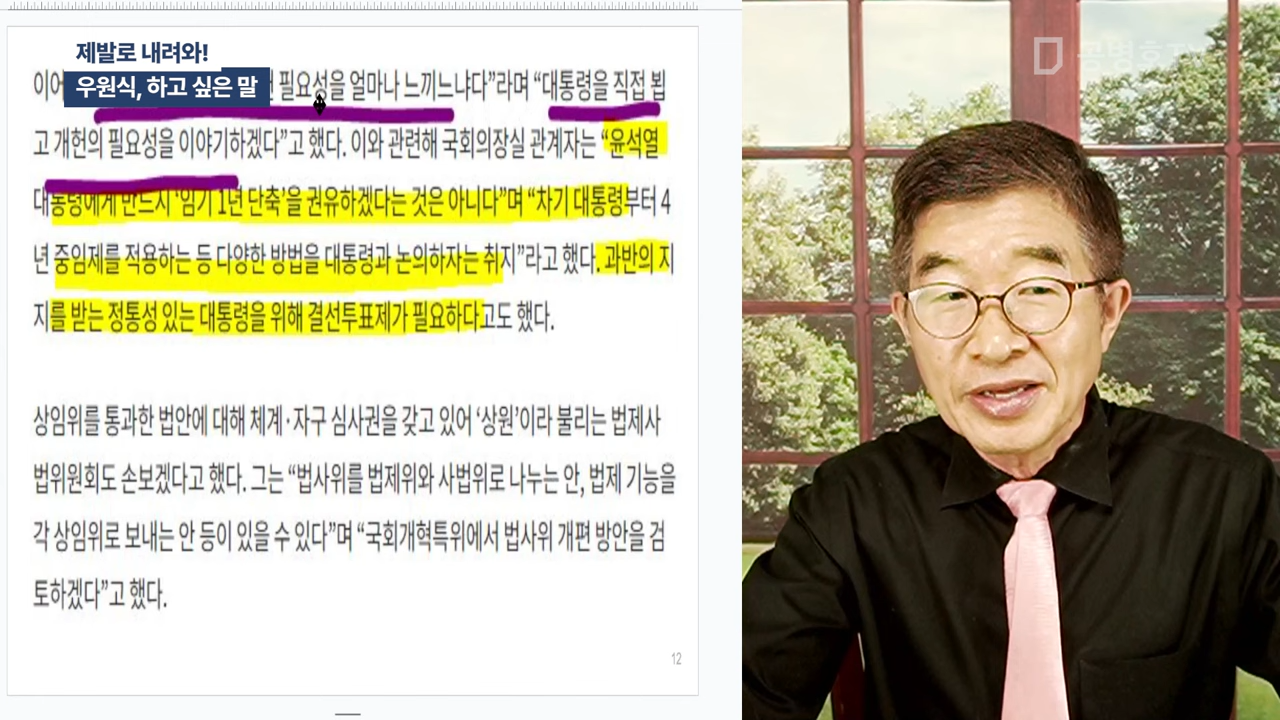 제발로 내려와!
우원식, 하고 싶은 말
필요성을 얼마나 느끼느냐다”라며 “대통령을 직접 뵙
고 개헌의 필요성을 이야기하겠다”고 했다. 이와 관련해 국회의장실 관계자는 “윤석열
대통령에게 반드시 ‘임기 1년 단축’을 권유하겠다는 것은 아니다”며 “차기 대통령부터 4
년 중임제를 적용하는 등 다양한 방법을 대통령과 논의하자는 취지”라고 했다. 과반의 지
지를 받는 정통성 있는 대통령을 위해 결선투표제가 필요하다고도 했다.
상임위를 통과한 법안에 대해 체계·자구 심사권을 갖고 있어 ‘상원’이라 불리는 법제사
법위원회도 손보겠다고 했다. 그는 “법사위를 법제위와 사법위로 나누는 안, 법제 기능을
각 상임위로 보내는 안 등이 있을 수 있다”며 “국회개혁특위에서 법사위 개편 방안을 검
토하겠다”고 했다.
12